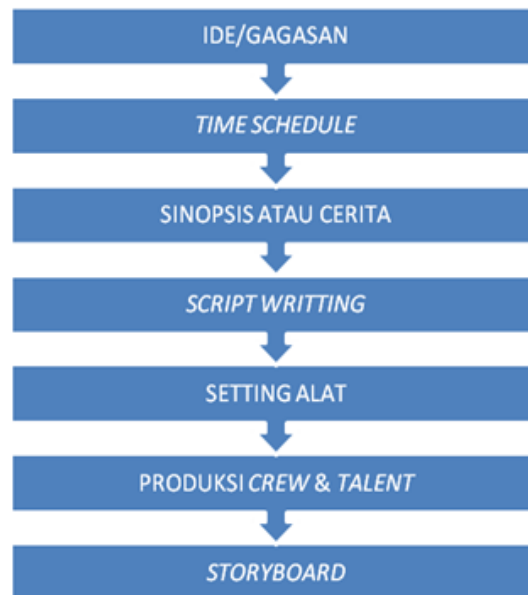 IDE/GAGASAN
TIME SCHEDULE
SINOPSIS ATAU CERITA
SCRIPT WRITTING
SETTING ALAT
PRODUKSI CREW & TALENT
STORYBOARD